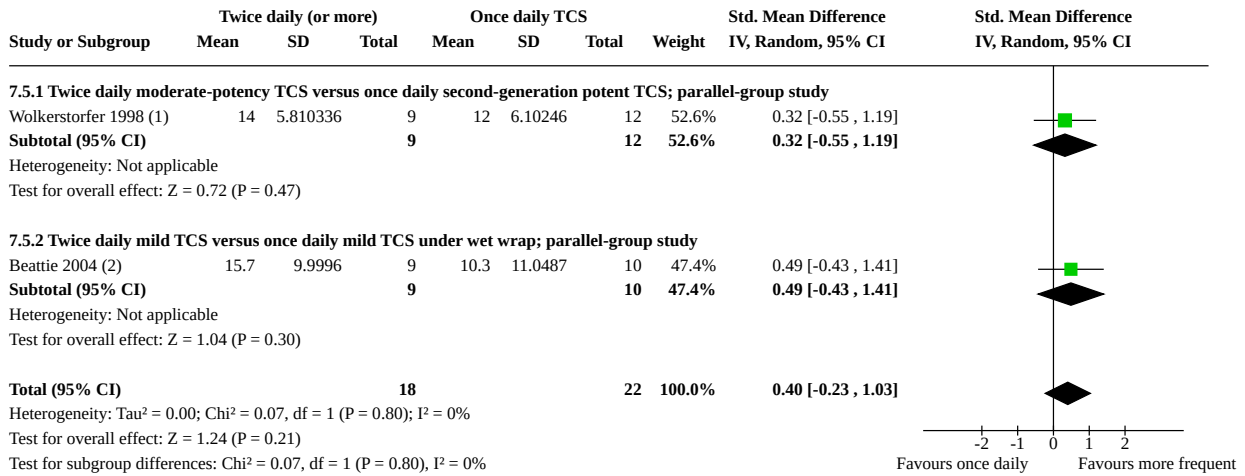 Twice daily (or more) Once daily TCS Std. Mean Difference Std. Mean Difference
Study or Subgroup Mean SD Total Mean SD Total Weight IV, Random, 95% CI IV, Random, 95% CI
7.5.1 Twice daily moderate-potency TCS versus once daily second-generation potent TCS; parallel-group study
Wolkerstorfer 1998 (1) 14 5.810336 9 12 6.10246 12 52.6% 0.32 [-0.55 , 1.19]
Subtotal (95% CI) 9 12 52.6% 0.32 [-0.55 , 1.19]
Heterogeneity: Not applicable
Test for overall effect: Z = 0.72 (P = 0.47)
7.5.2 Twice daily mild TCS versus once daily mild TCS under wet wrap; parallel-group study
Beattie 2004 (2) 15.7 9.9996 9 10.3 11.0487 10 47.4% 0.49 [-0.43 , 1.41]
Subtotal (95% CI) 9 10 47.4% 0.49 [-0.43 , 1.41]
Heterogeneity: Not applicable
Test for overall effect: Z = 1.04 (P = 0.30)
Total (95% CI) 18 22 100.0% 0.40 [-0.23 , 1.03]
Heterogeneity: Tau² = 0.00; Chi² = 0.07, df = 1 (P = 0.80); I² = 0%
Test for overall effect: Z = 1.24 (P = 0.21)
-2 -1 0 1 2
Test for subgroup differences: Chi² = 0.07, df = 1 (P = 0.80), I² = 0% Favours once daily Favours more frequent